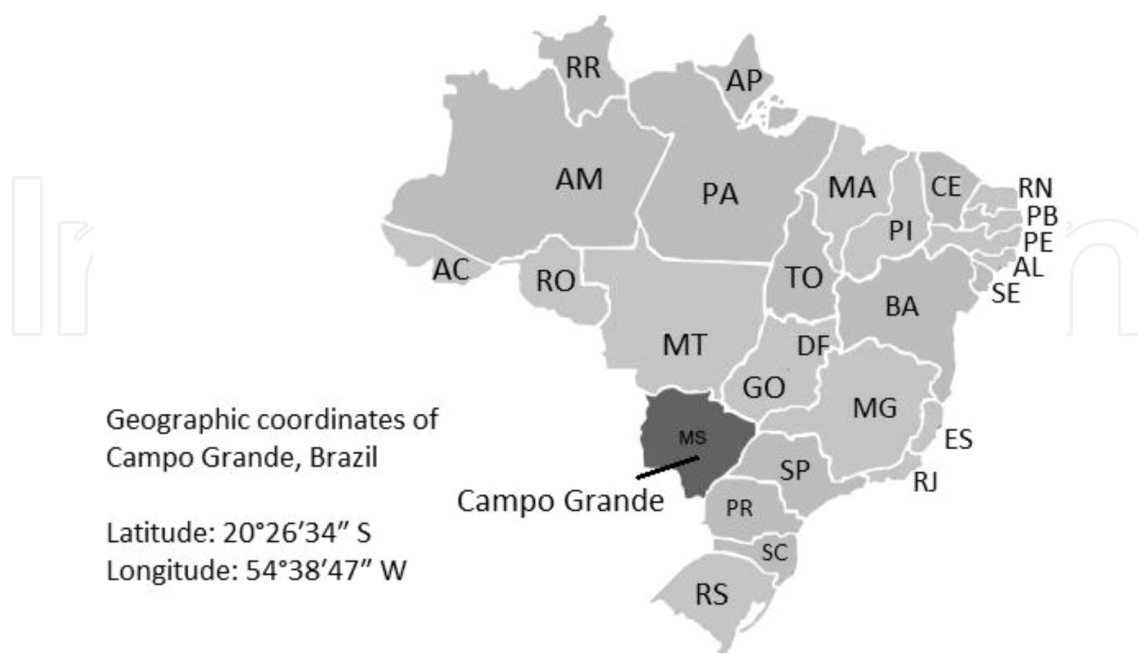 RR
AP
AM
PA
MA
CE
RN
PB
PI
PE
AC
RO
TO
AL
SE
BA
MT
DF
GO
MG
Geographic coordinates of
Campo Grande, Brazil
MS
ES
SP
RJ
Campo Grande
PR
Latitude: 20°26′34″ S
SC
Longitude: 54°38′47″ W
RS